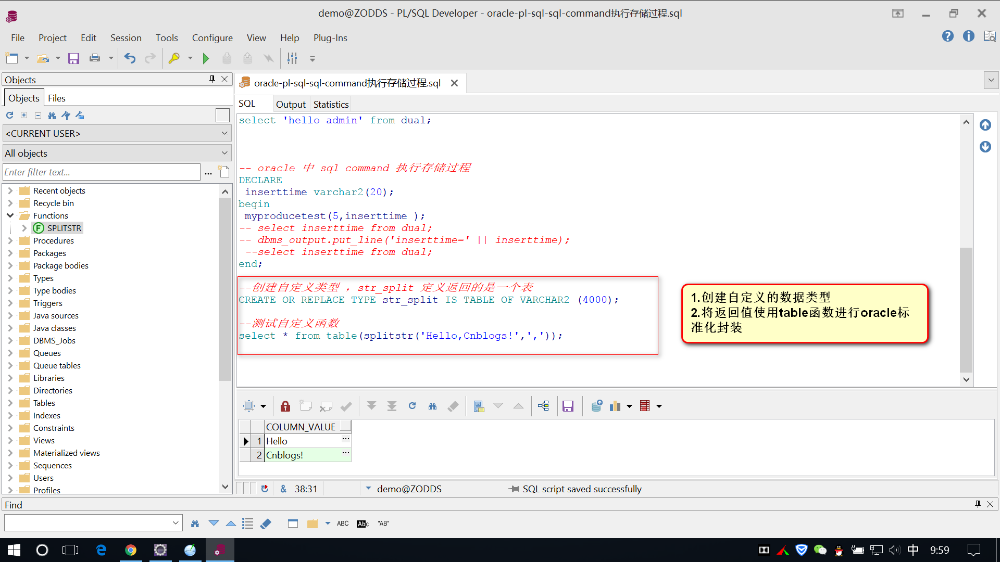 demo@ZODDS - PL/SQL Developer - oracle-pl-sql-sql-command执行存储过程.sql
File Project Edit Session Tools Configure View Help Plug-Ins
Objects
Objects Files
<CURRENT USER>
All objects
Enter filter text...
Recent objects
Recycle bin
Functions
SPLITSTR
Procedures
Packages
Package bodies
Types
Type bodies
Triggers
Java sources
Java classes
DBMS_Jobs
Queues
Queue tables
Libraries
Directories
Tables
Indexes
Constraints
Views
Materialized views
Sequences
Users
Profiles
oracle-pl-sql-sql-command执行存储过程.sql
SQL Output Statistics
select 'hello admin' from dual;
-- oracle 中 sql command 执行存储过程
DECLARE
inserttime varchar2(20);
begin
myproducetest(5,inserttime );
-- select inserttime from dual;
-- dbms_output.put_line('inserttime=' || inserttime);
--select inserttime from dual;
end;
--创建自定义类型 ，str_split 定义返回的是一个表
CREATE OR REPLACE TYPE str_split IS TABLE OF VARCHAR2 (4000);
--测试自定义函数
select * from table(splitstr('Hello,Cnblogs!',','));
1.创建自定义的数据类型
2.将返回值使用table函数进行oracle标
准化封装
COLUMN_VALUE
1 Hello ...
2 Cnblogs! ...
& 38:31 demo@ZODDS SQL script saved successfully
Find
ABC Abc "AB"
中 9:59